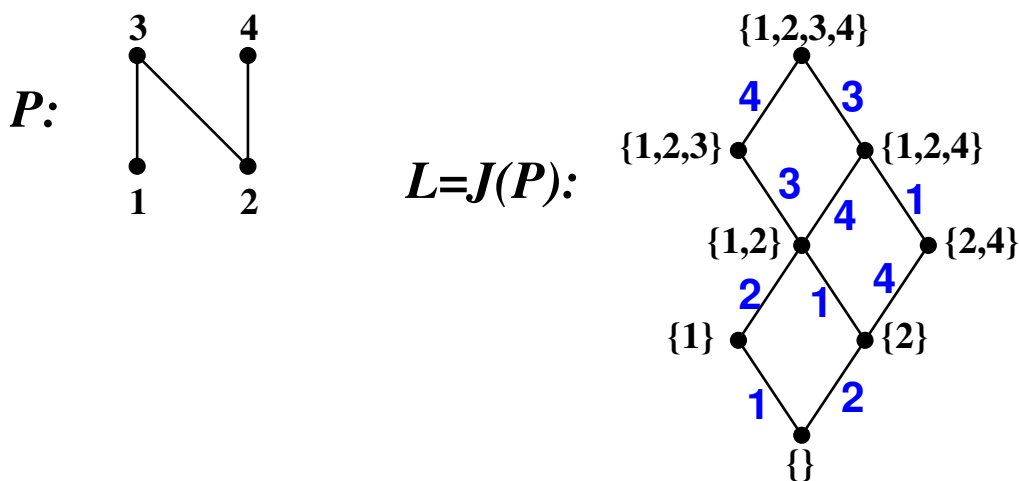 3 4
P:
1 2
L=J(P):
{1,2,3,4}
4 3
{1,2,3} {1,2,4}
3 4 1
{1,2} {2,4}
2 1 4
{1} {2}
1 2
{}